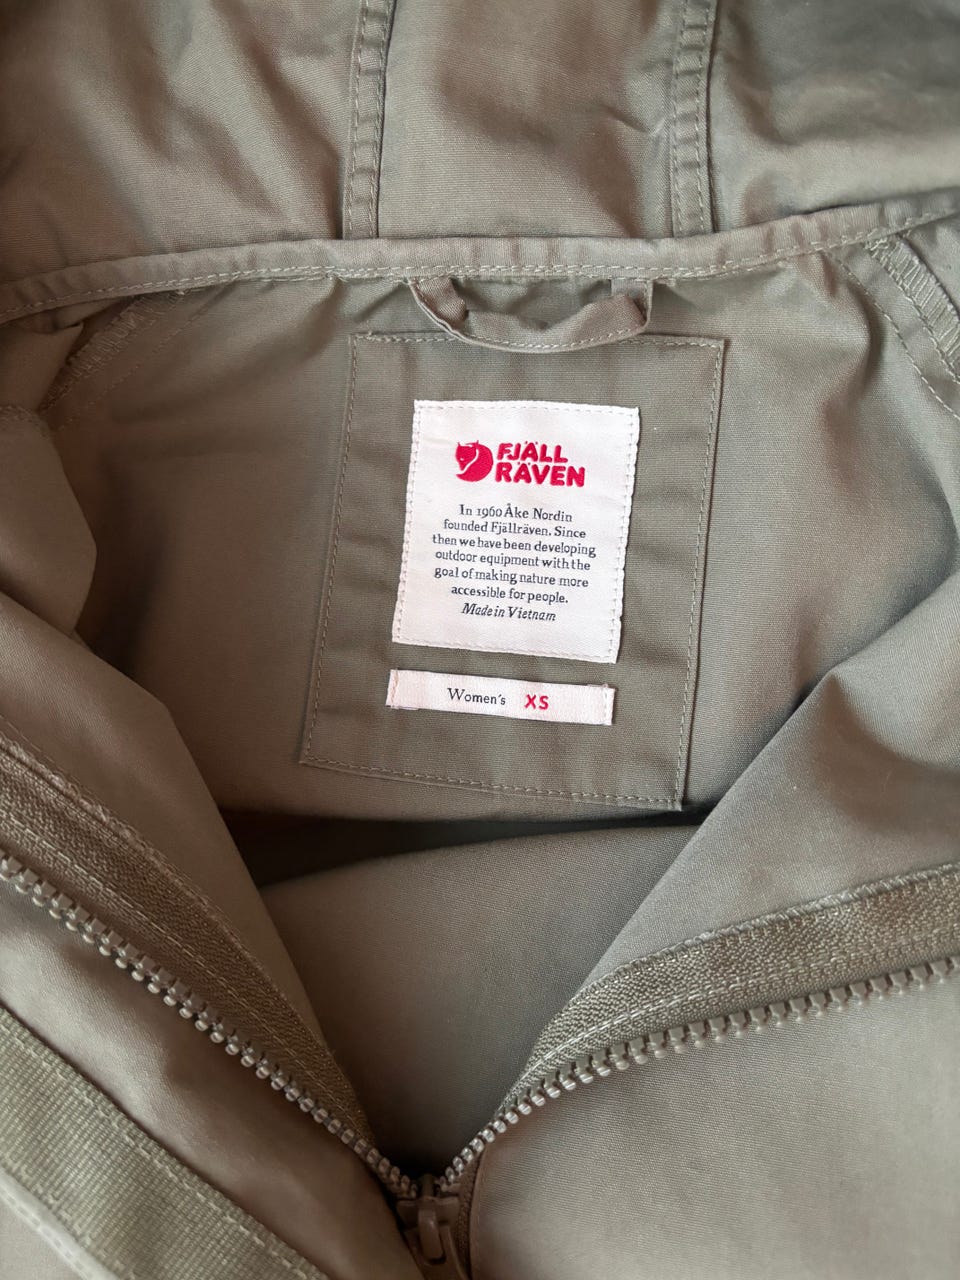 FJÄLL
RÄVEN
In 1960 Åke Nordin
founded Fjällräven. Since
then we have been developing
outdoor equipment with the
goal of making nature more
accessible for people.
Made in Vietnam
Women's XS